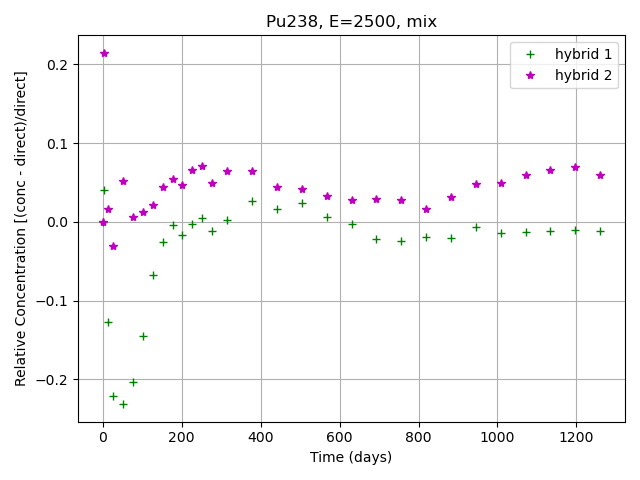 Pu238, E=2500, mix
hybrid 1
hybrid 2
Relative Concentration [(conc - direct)/direct]
0.2
0.1
0.0
−0.1
−0.2
0 200 400 600 800 1000 1200
Time (days)